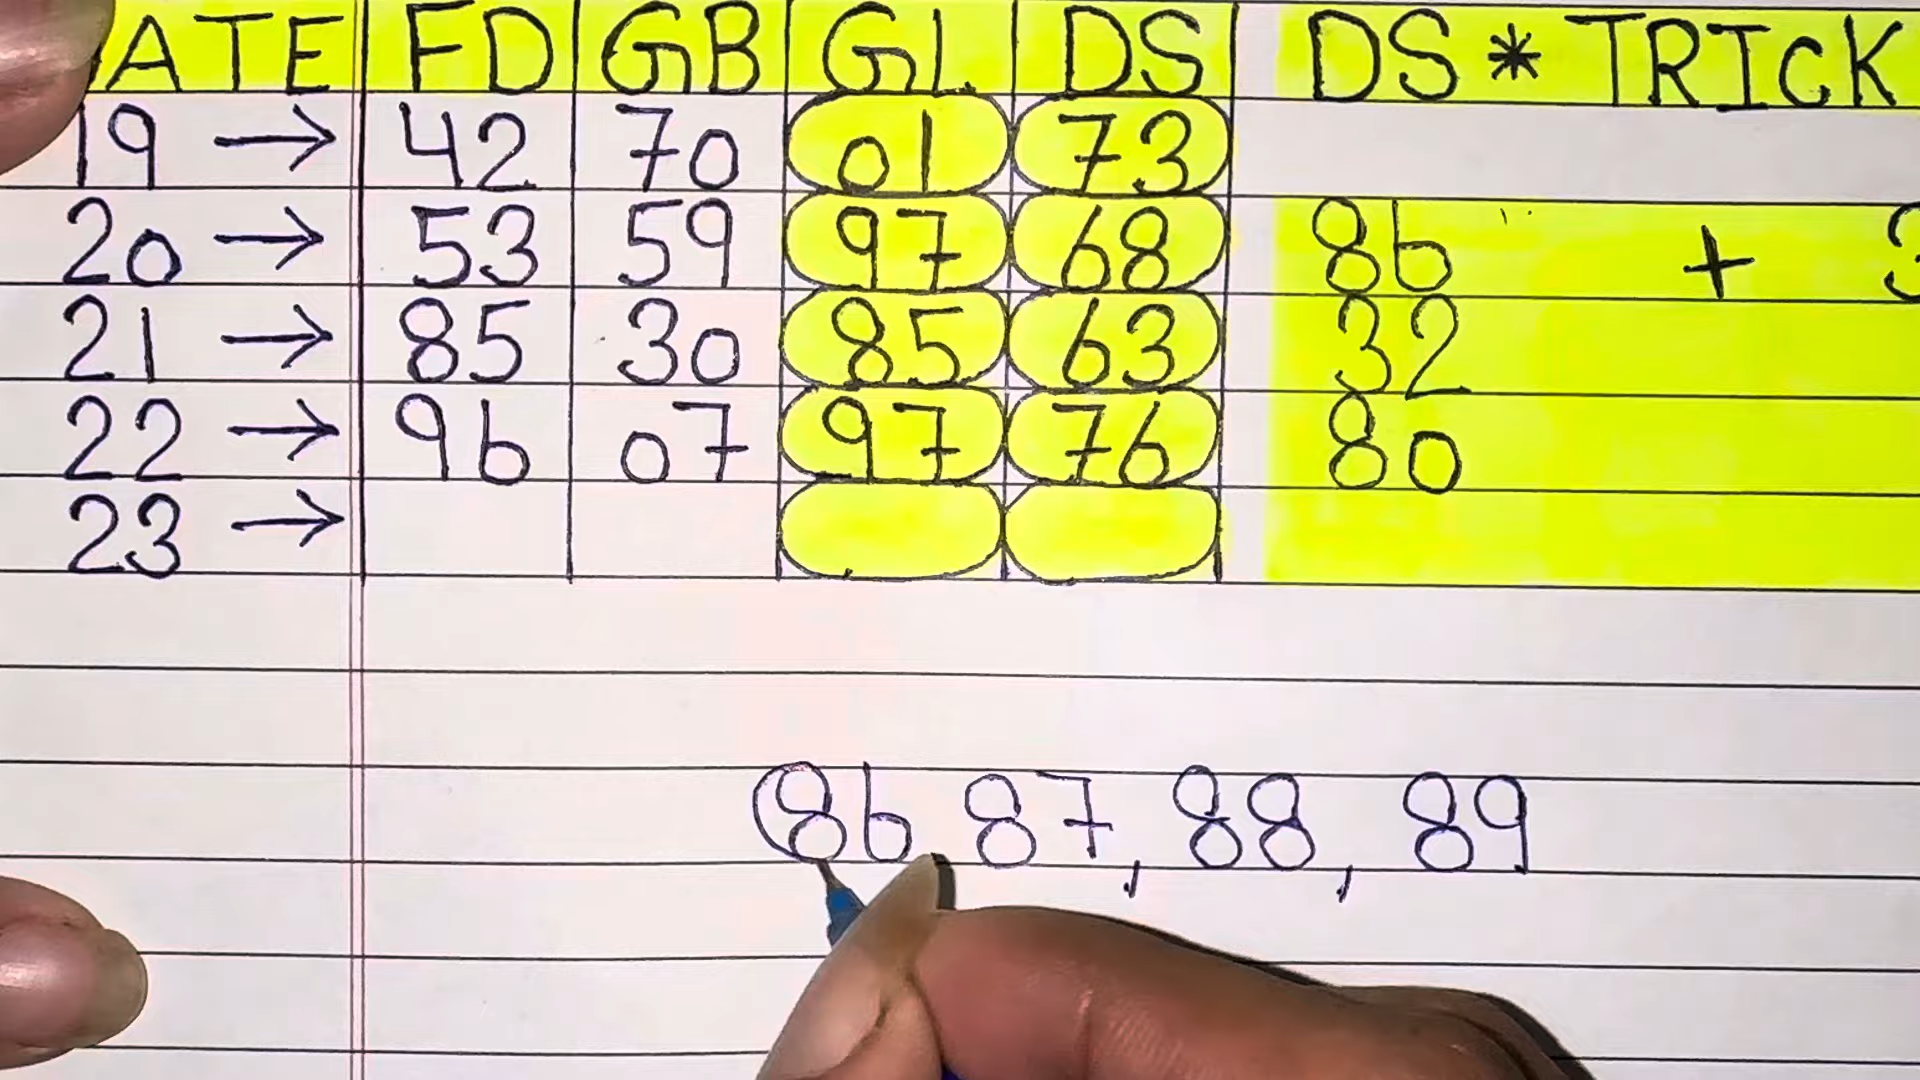 ATE FD GB GL DS DS * TRICK
19 → 42 70 01 73
20 → 53 59 97 68 86 + 3
21 → 85 30 85 63 32
22 → 96 07 97 76 80
23 →
86, 87, 88, 89